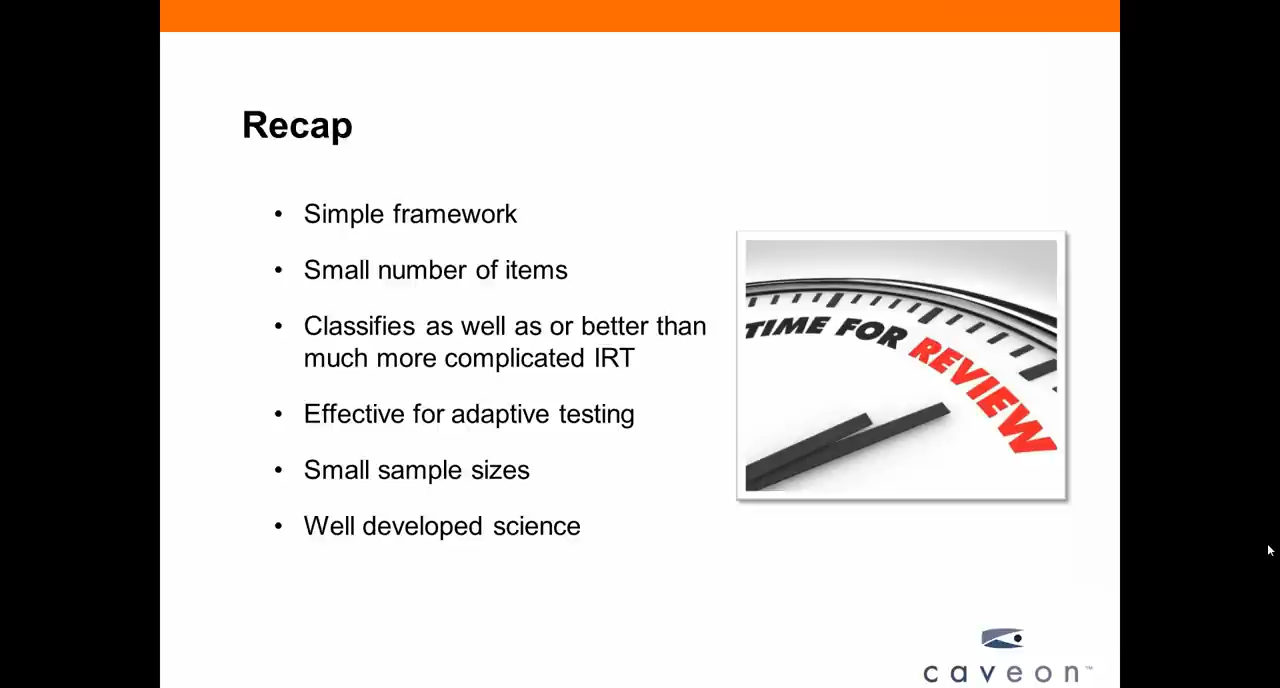 Recap
• Simple framework
• Small number of items
• Classifies as well as or better than
much more complicated IRT
• Effective for adaptive testing
• Small sample sizes
• Well developed science
TIME FOR REVIEW
caveon™